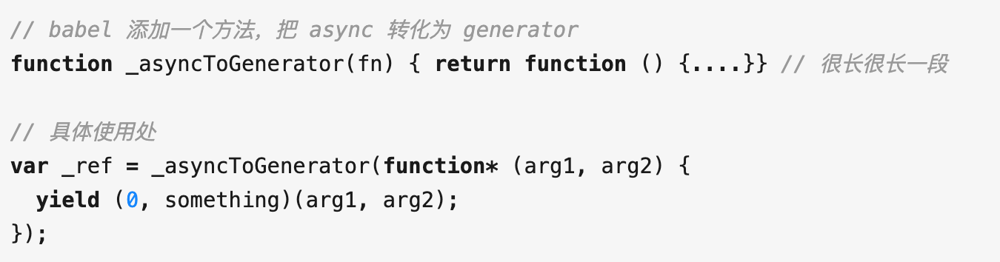 // babel 添加一个方法，把 async 转化为 generator
function _asyncToGenerator(fn) { return function () {....}} // 很长很长一段
// 具体使用处
var _ref = _asyncToGenerator(function* (arg1, arg2) {
  yield (0, something)(arg1, arg2);
});